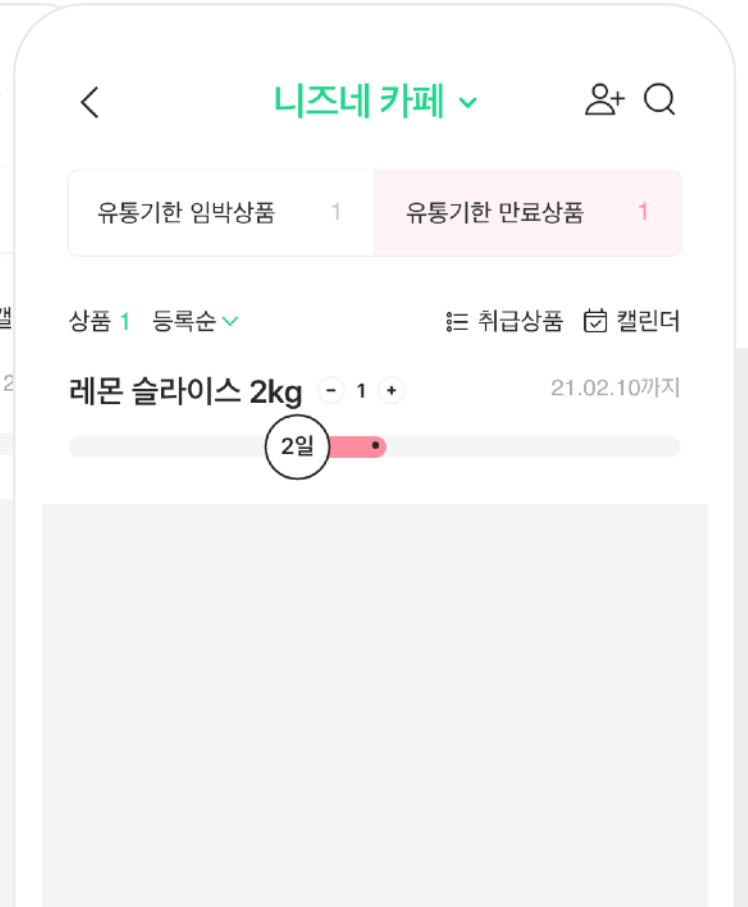 니즈네 카페
유통기한 임박상품 1 유통기한 만료상품 1
상품 1 등록순 취급상품 캘린더
레몬 슬라이스 2kg - 1 + 21.02.10까지
2일